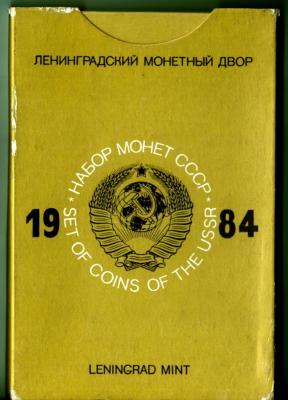 ЛЕНИНГРАДСКИЙ МОНЕТНЫЙ ДВОР
* НАБОР МОНЕТ СССР *
SET OF COINS OF THE USSR
19 84
LENINGRAD MINT